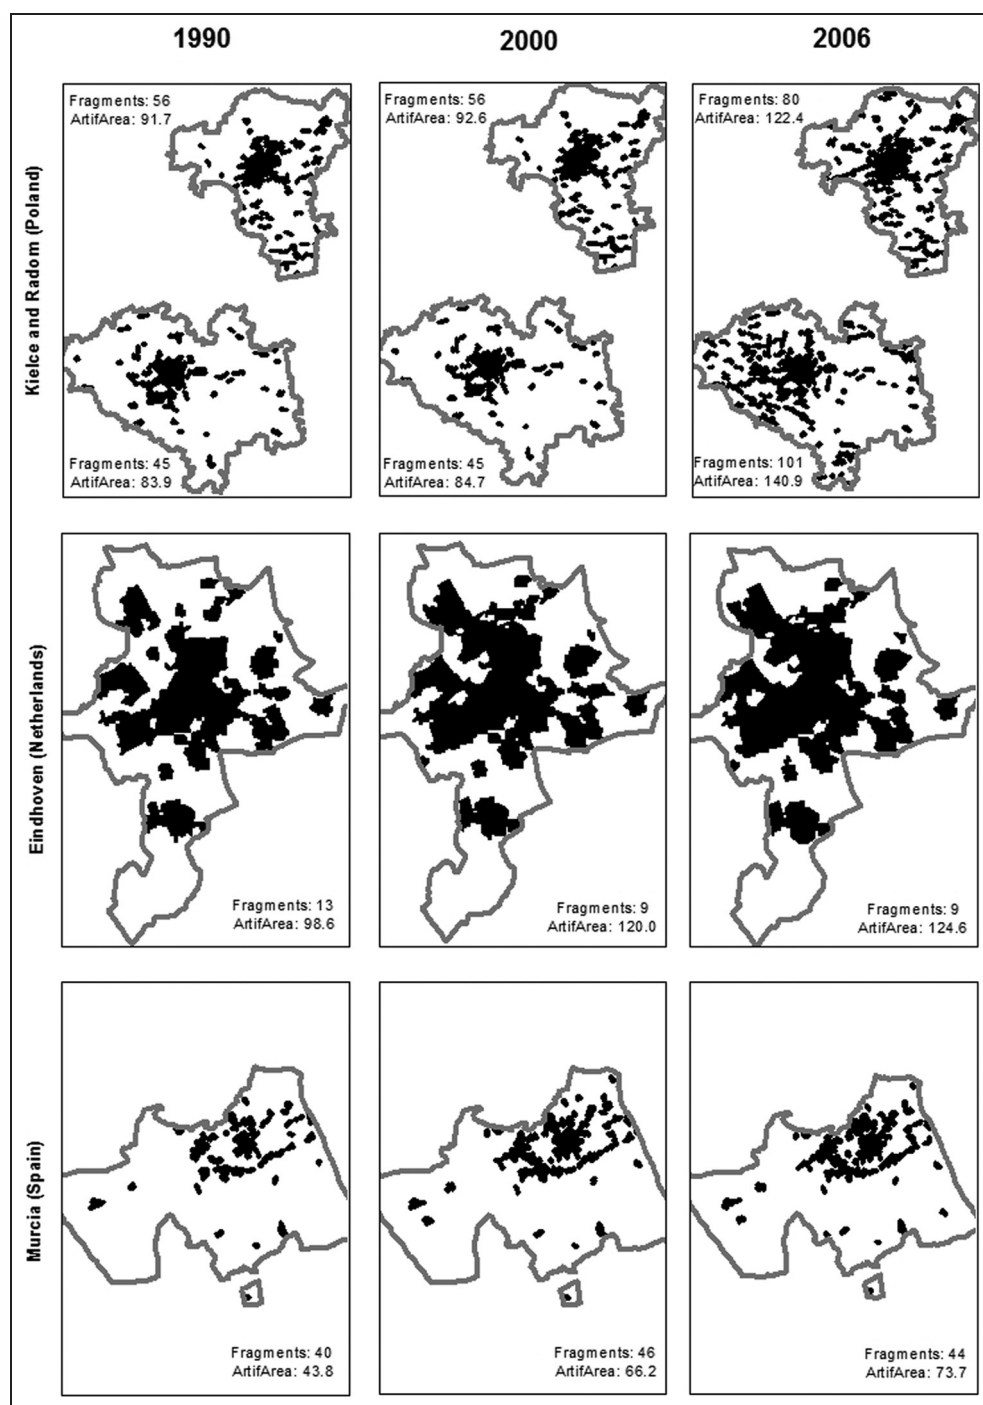 1990
2000
2006
Kielce and Radom (Poland)
Fragments: 56
ArtifArea: 91.7
Fragments: 56
ArtifArea: 92.6
Fragments: 80
ArtifArea: 122.4
Fragments: 45
ArtifArea: 83.9
Fragments: 45
ArtifArea: 84.7
Fragments: 101
ArtifArea: 140.9
Eindhoven (Netherlands)
Fragments: 13
ArtifArea: 98.6
Fragments: 9
ArtifArea: 120.0
Fragments: 9
ArtifArea: 124.6
Murcia (Spain)
Fragments: 40
ArtifArea: 43.8
Fragments: 46
ArtifArea: 66.2
Fragments: 44
ArtifArea: 73.7